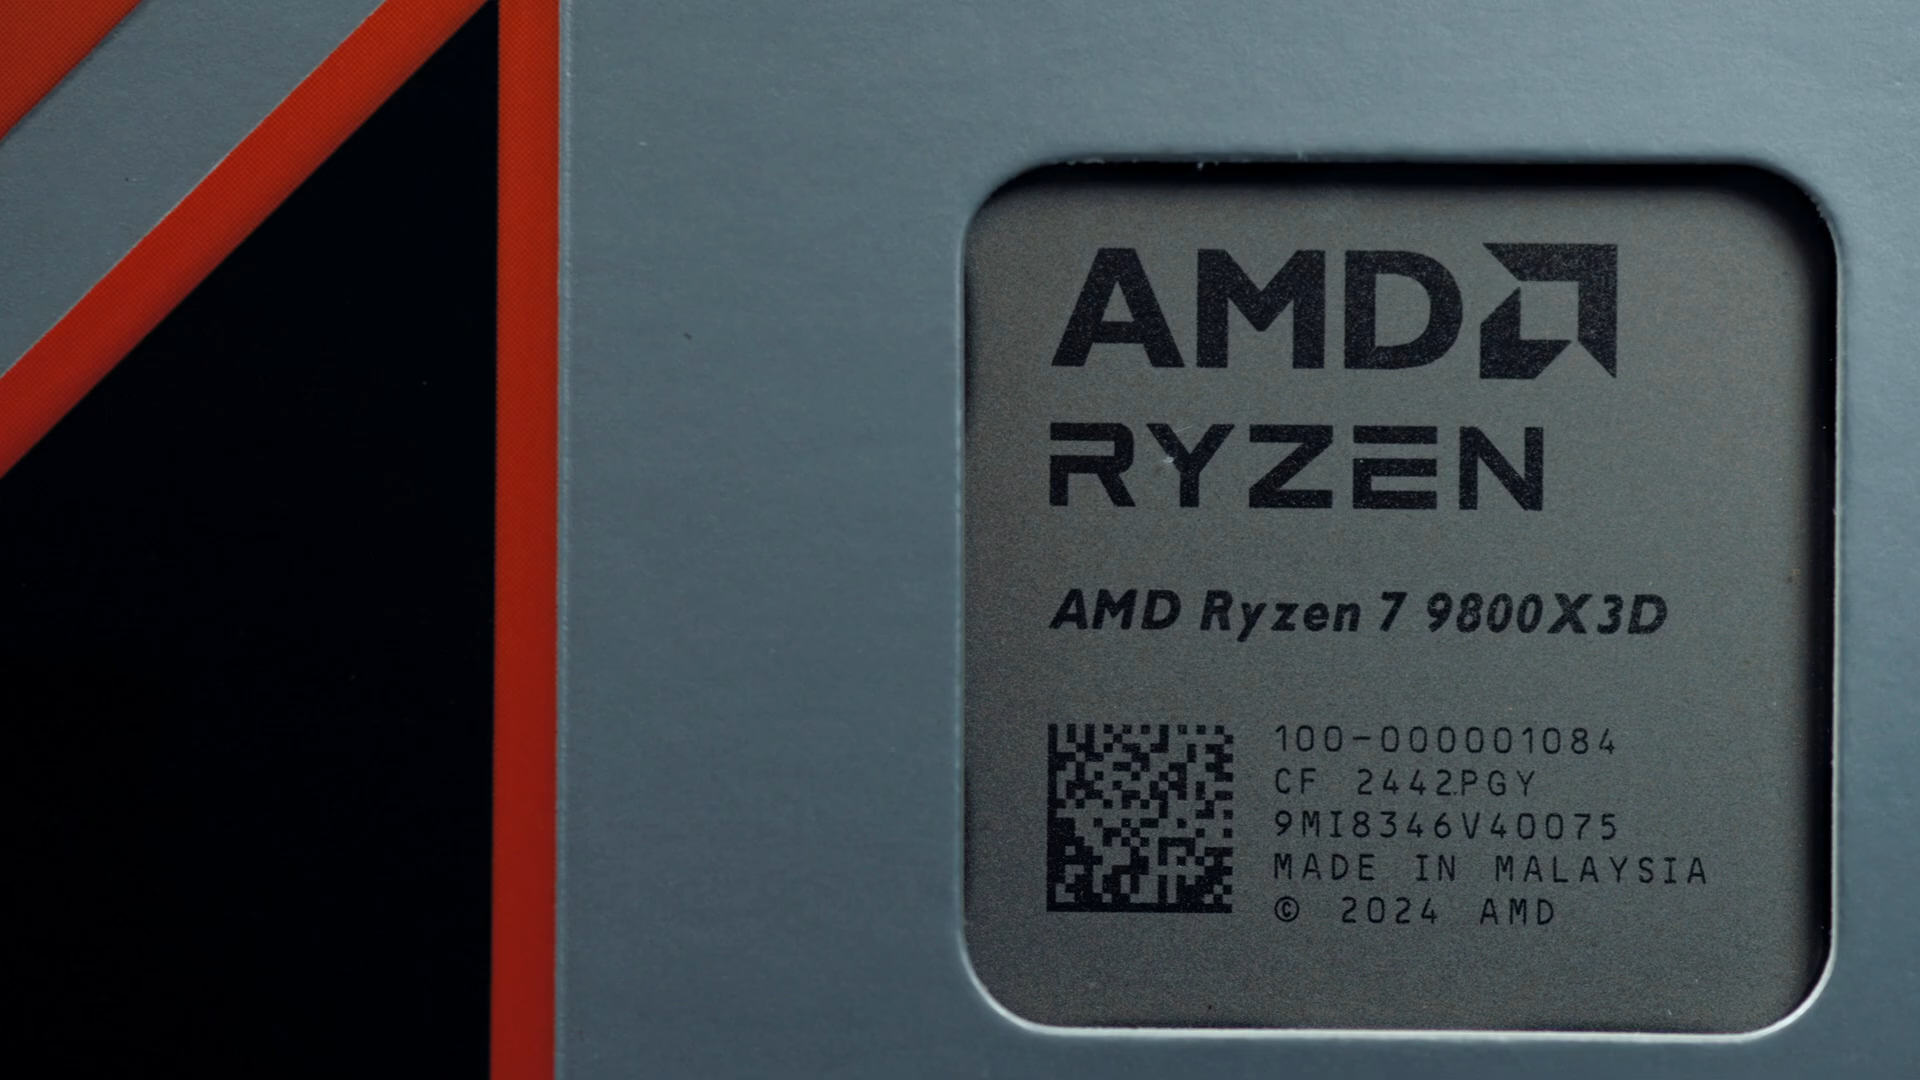 AMD
RYZEN
AMD Ryzen 7 9800X3D
100-000001084
CF 2442PGY
9MI8346V40075
MADE IN MALAYSIA
© 2024 AMD